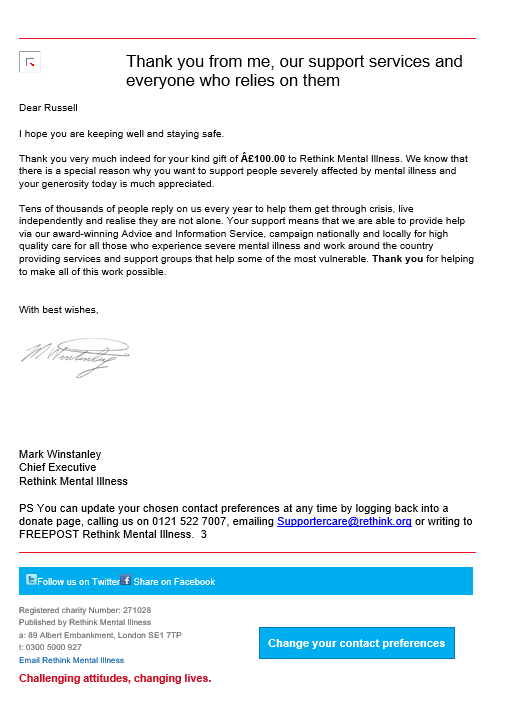 Thank you from me, our support services and
everyone who relies on them
Dear Russell
I hope you are keeping well and staying safe.
Thank you very much indeed for your kind gift of Â£100.00 to Rethink Mental Illness. We know that
there is a special reason why you want to support people severely affected by mental illness and
your generosity today is much appreciated.
Tens of thousands of people reply on us every year to help them get through crisis, live
independently and realise they are not alone. Your support means that we are able to provide help
via our award-winning Advice and Information Service, campaign nationally and locally for high
quality care for all those who experience severe mental illness and work around the country
providing services and support groups that help some of the most vulnerable. Thank you for helping
to make all of this work possible.
With best wishes,
M Winstanley
Mark Winstanley
Chief Executive
Rethink Mental Illness
PS You can update your chosen contact preferences at any time by logging back into a
donate page, calling us on 0121 522 7007, emailing Supportercare@rethink.org or writing to
FREEPOST Rethink Mental Illness.  3
Follow us on Twitter Share on Facebook
Registered charity Number: 271028
Published by Rethink Mental Illness
a: 89 Albert Embankment, London SE1 7TP
t: 0300 5000 927
Email Rethink Mental Illness
Change your contact preferences
Challenging attitudes, changing lives.